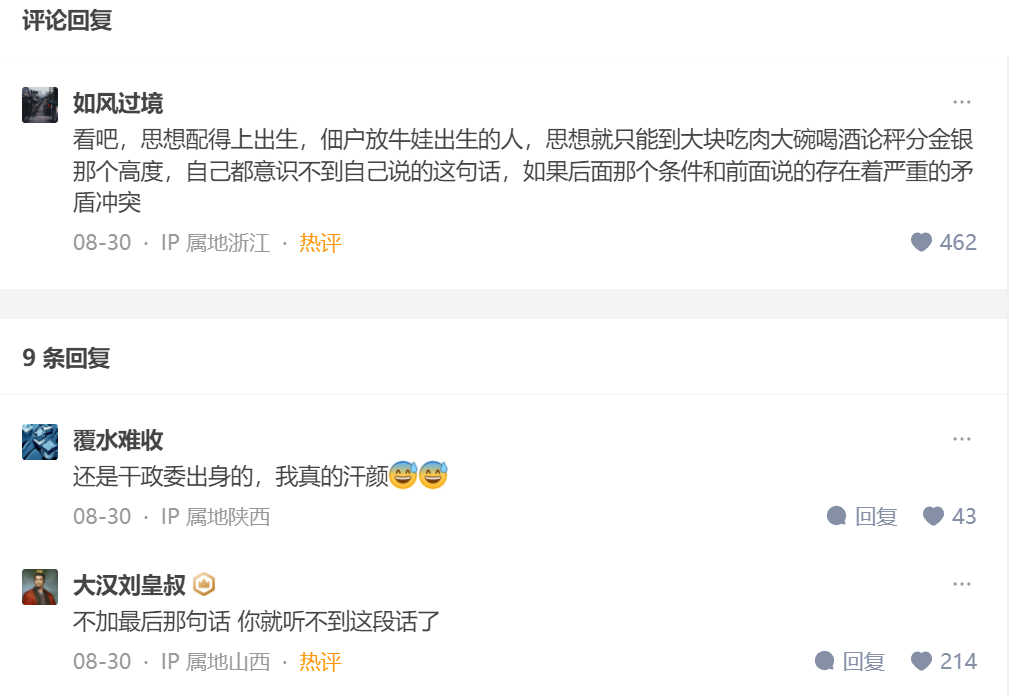 评论回复
如风过境
看吧，思想配得上出生，佃户放牛娃出生的人，思想就只能到大块吃肉大碗喝酒论秤分金银
那个高度，自己都意识不到自己说的这句话，如果后面那个条件和前面说的存在着严重的矛
盾冲突
08-30 · IP 属地浙江 · 热评
462
9 条回复
覆水难收
还是干政委出身的，我真的汗颜😅😅
08-30 · IP 属地陕西
回复 43
大汉刘皇叔
不加最后那句话 你就听不到这段话了
08-30 · IP 属地山西 · 热评
回复 214